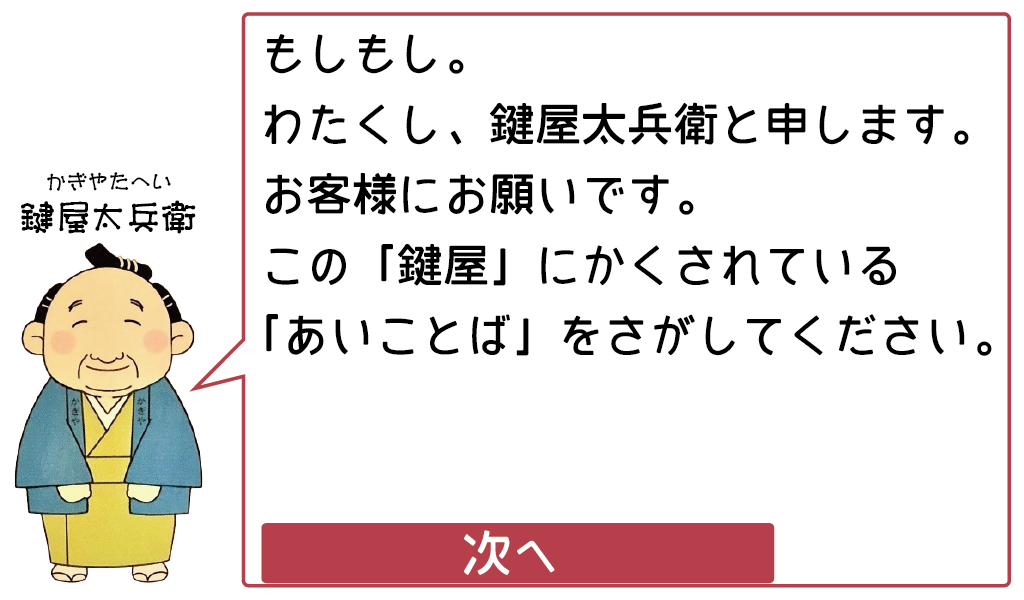 かぎやたへい
鍵屋太兵衛
もしもし。
わたくし、鍵屋太兵衛と申します。
お客様にお願いです。
この「鍵屋」にかくされている
「あいことば」をさがしてください。
かぎや
かぎや
次へ